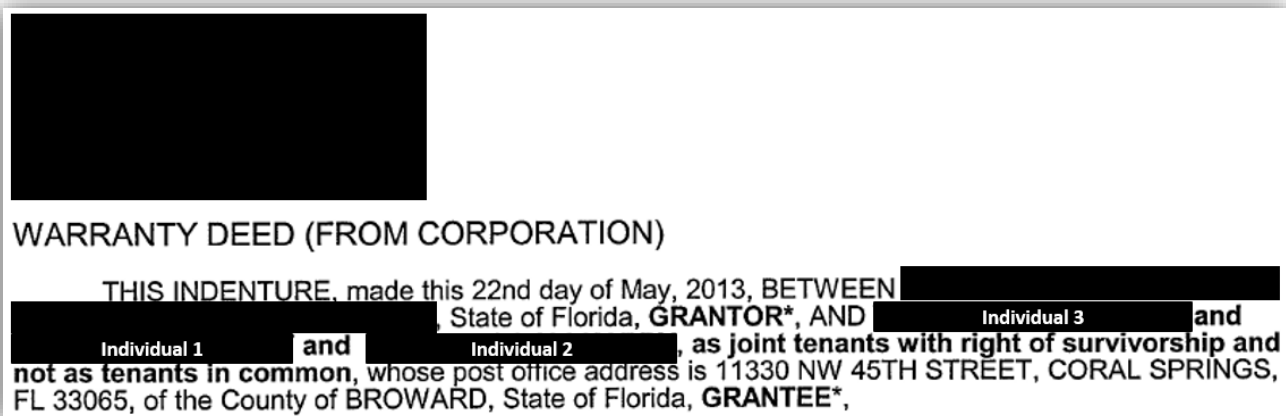 WARRANTY DEED (FROM CORPORATION)
THIS INDENTURE, made this 22nd day of May, 2013, BETWEEN
, State of Florida, GRANTOR*, AND Individual 3 and
Individual 1 and Individual 2 , as joint tenants with right of survivorship and
not as tenants in common, whose post office address is 11330 NW 45TH STREET, CORAL SPRINGS,
FL 33065, of the County of BROWARD, State of Florida, GRANTEE*,